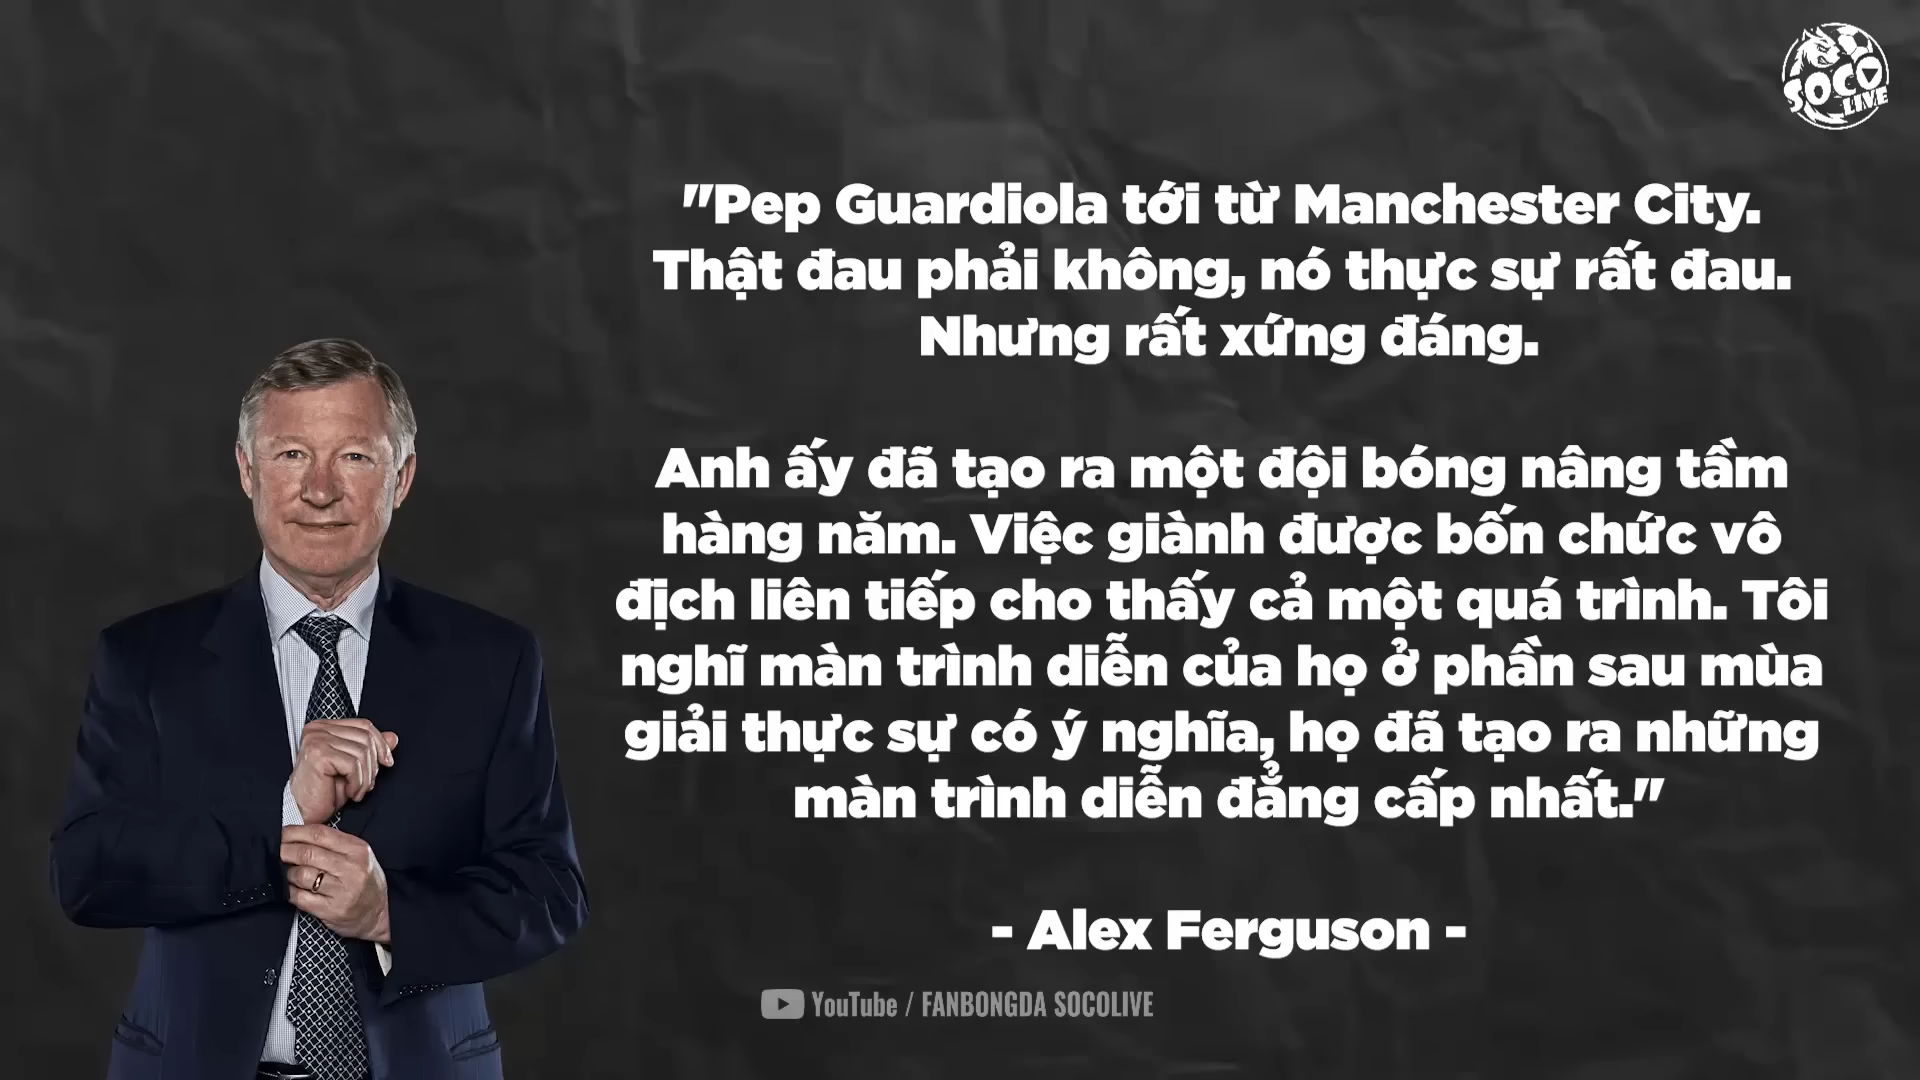 SOCO
LIVE
"Pep Guardiola tới từ Manchester City.
Thật đau phải không, nó thực sự rất đau.
Nhưng rất xứng đáng.
Anh ấy đã tạo ra một đội bóng nâng tầm
hàng năm. Việc giành được bốn chức vô
địch liên tiếp cho thấy cả một quá trình. Tôi
nghĩ màn trình diễn của họ ở phần sau mùa
giải thực sự có ý nghĩa, họ đã tạo ra những
màn trình diễn đẳng cấp nhất."
- Alex Ferguson -
YouTube / FANBONGDA SOCOLIVE